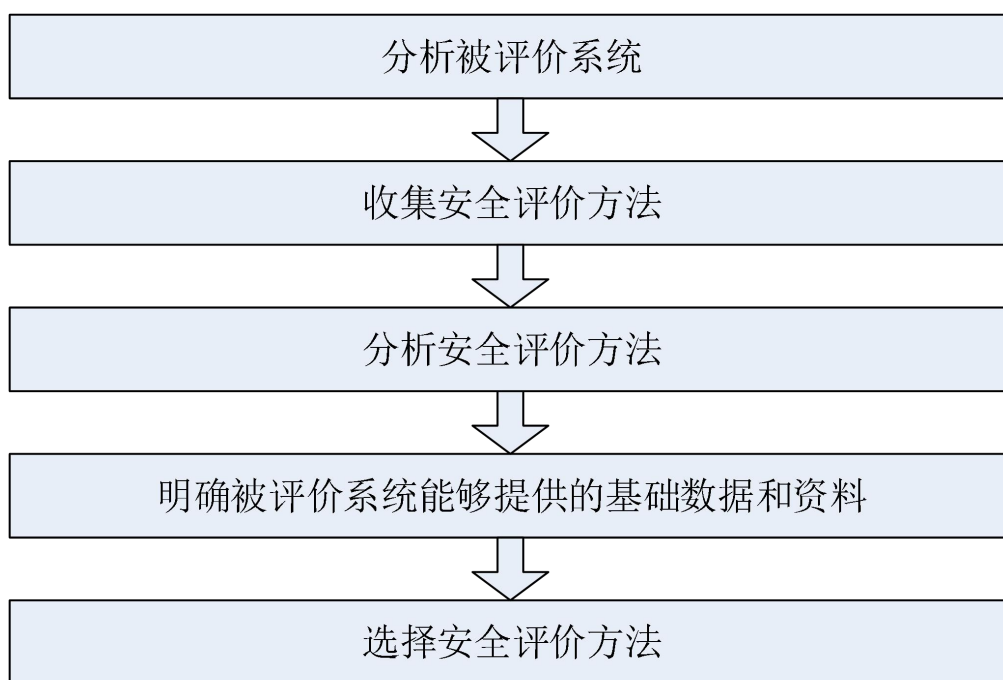 分析被评价系统
收集安全评价方法
分析安全评价方法
明确被评价系统能够提供的基础数据和资料
选择安全评价方法